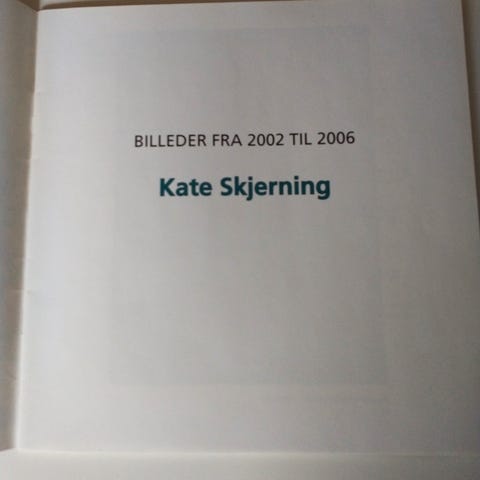 BILLEDER FRA 2002 TIL 2006
Kate Skjerning